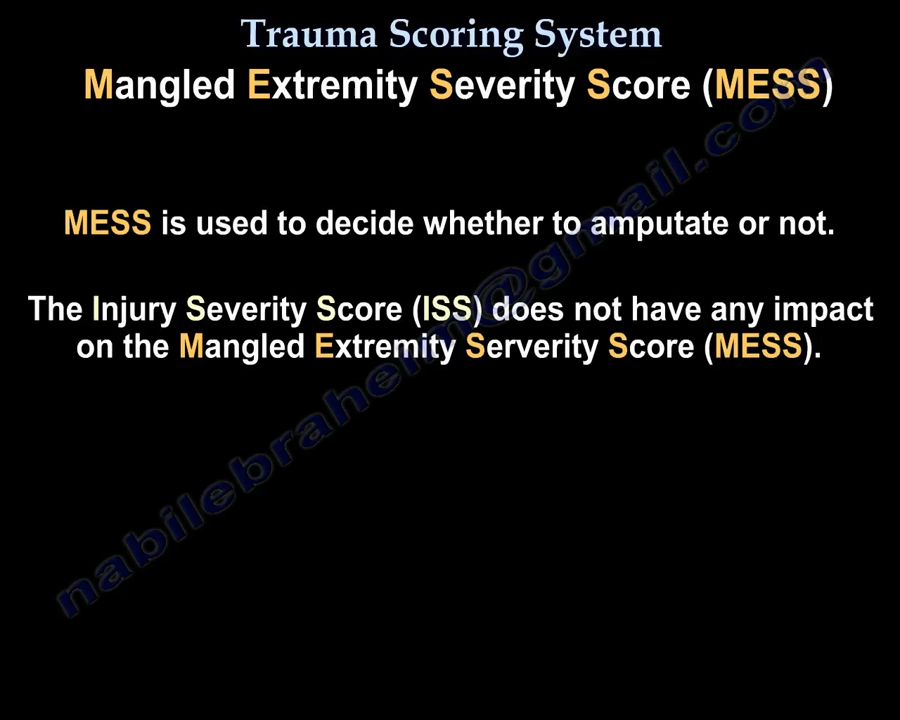 Trauma Scoring System
Mangled Extremity Severity Score (MESS)
MESS is used to decide whether to amputate or not.
The Injury Severity Score (ISS) does not have any impact
on the Mangled Extremity Serverity Score (MESS).
nabilebraheim@gmail.com